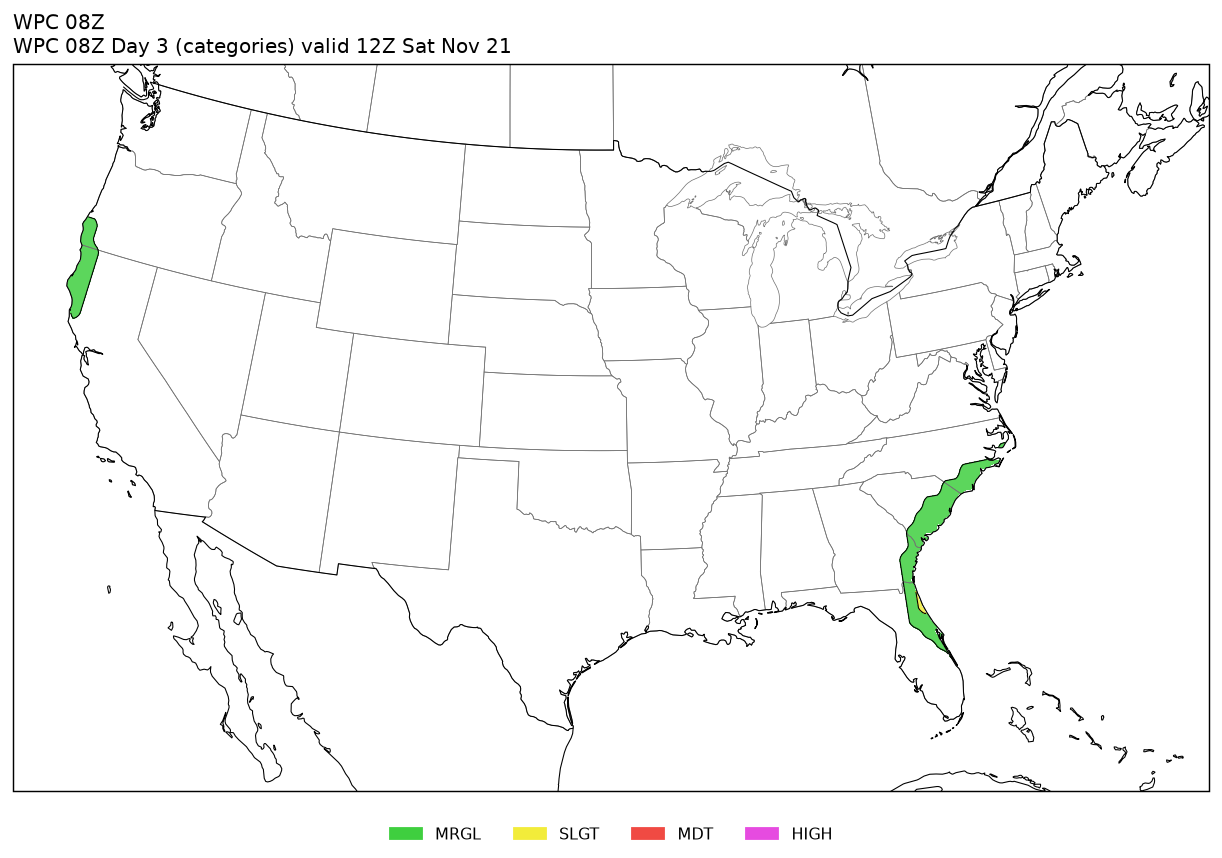 WPC 08Z
WPC 08Z Day 3 (categories) valid 12Z Sat Nov 21
MRGL SLGT MDT HIGH